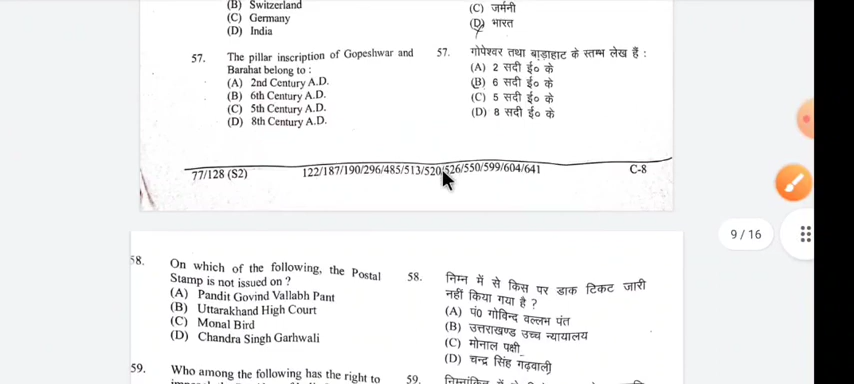 (B) Switzerland
(C) Germany
(D) India
(C) जर्मनी
(D) भारत
57. The pillar inscription of Gopeshwar and
Barahat belong to :
(A) 2nd Century A.D.
(B) 6th Century A.D.
(C) 5th Century A.D.
(D) 8th Century A.D.
57. गोपेश्वर तथा बाड़ाहाट के स्तम्भ लेख हैं :
(A) 2 सदी ई० के
(B) 6 सदी ई० के
(C) 5 सदी ई० के
(D) 8 सदी ई० के
77/128 (S2) 122/187/190/296/485/513/520/526/550/599/604/641 C-8
9 / 16
58. On which of the following, the Postal
Stamp is not issued on ?
(A) Pandit Govind Vallabh Pant
(B) Uttarakhand High Court
(C) Monal Bird
(D) Chandra Singh Garhwali
58. निम्न में से किस पर डाक टिकट जारी
नहीं किया गया है ?
(A) पं0 गोविन्द वल्लभ पंत
(B) उत्तराखण्ड उच्च न्यायालय
(C) मोनाल पक्षी
(D) चन्द्र सिंह गढ़वाली
59. Who among the following has the right to
59.